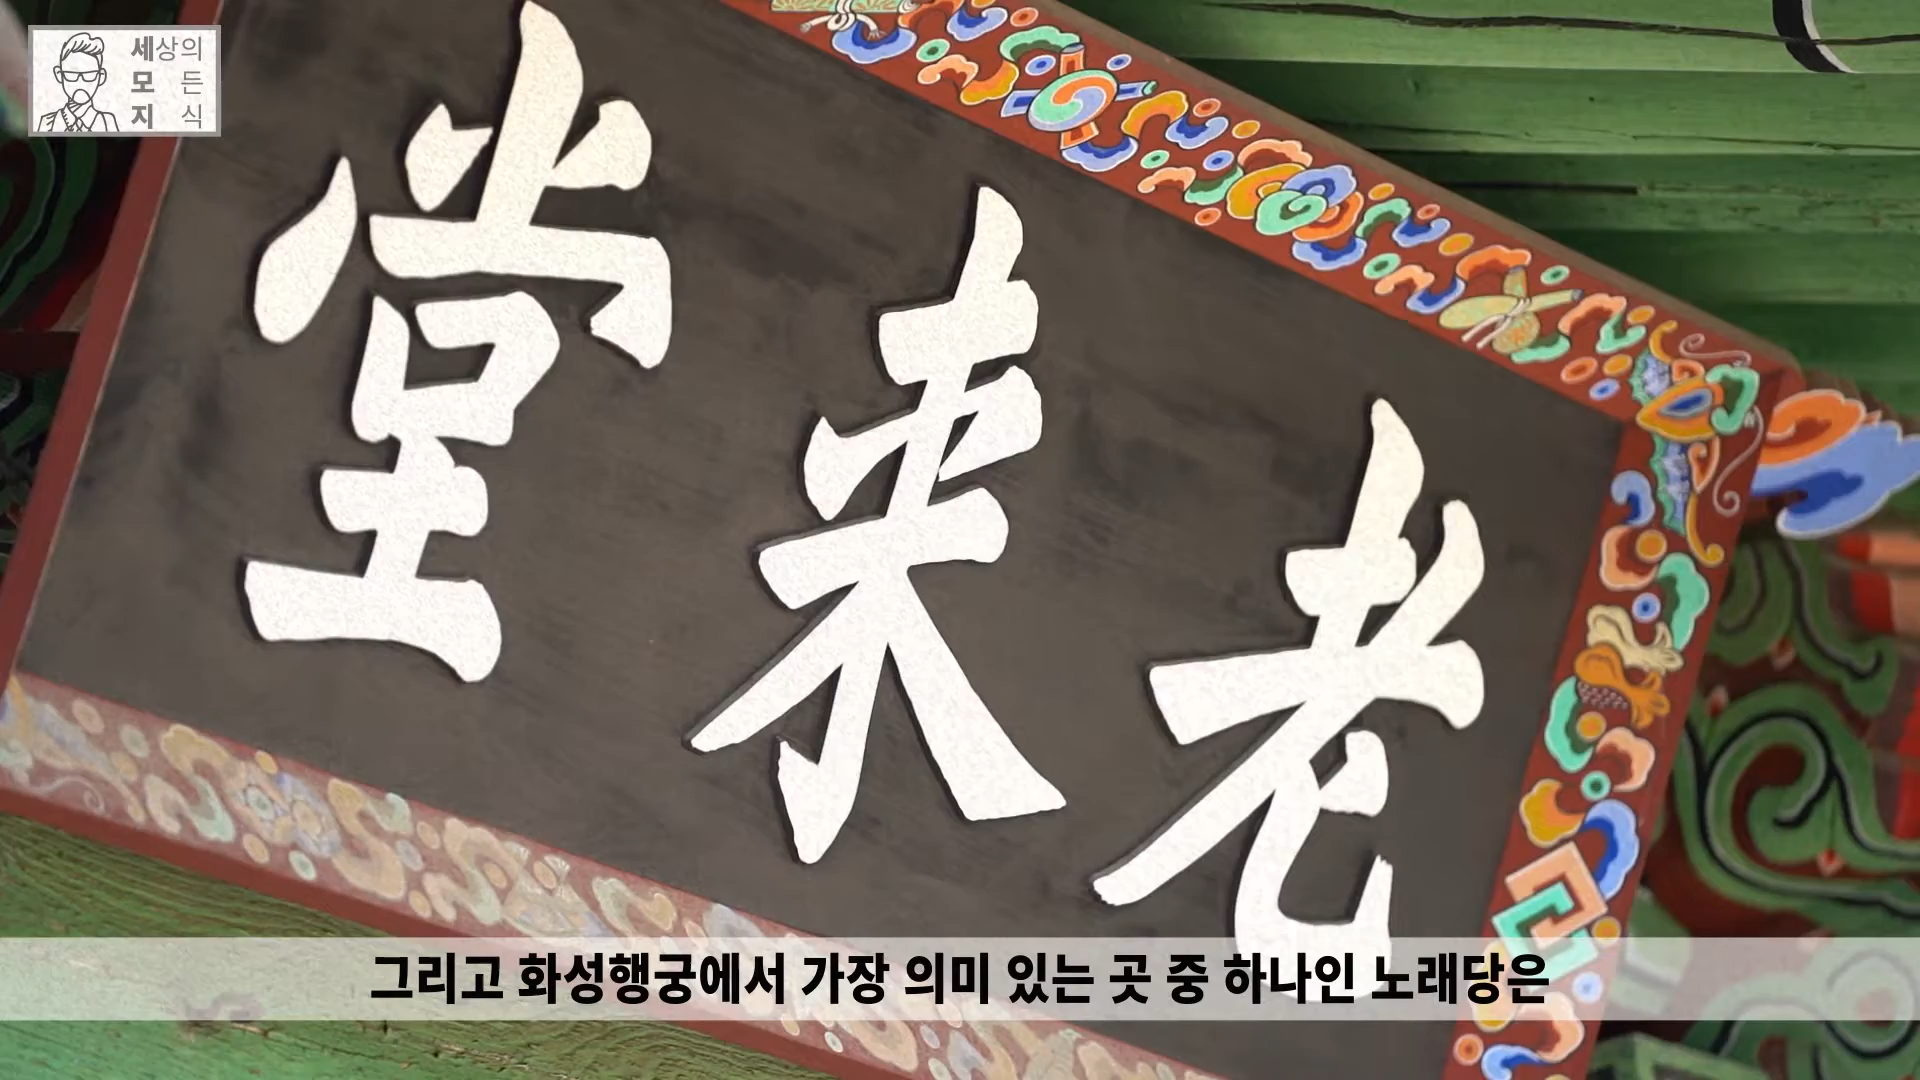 세상의
모든
지식
堂来老
그리고 화성행궁에서 가장 의미 있는 곳 중 하나인 노래당은